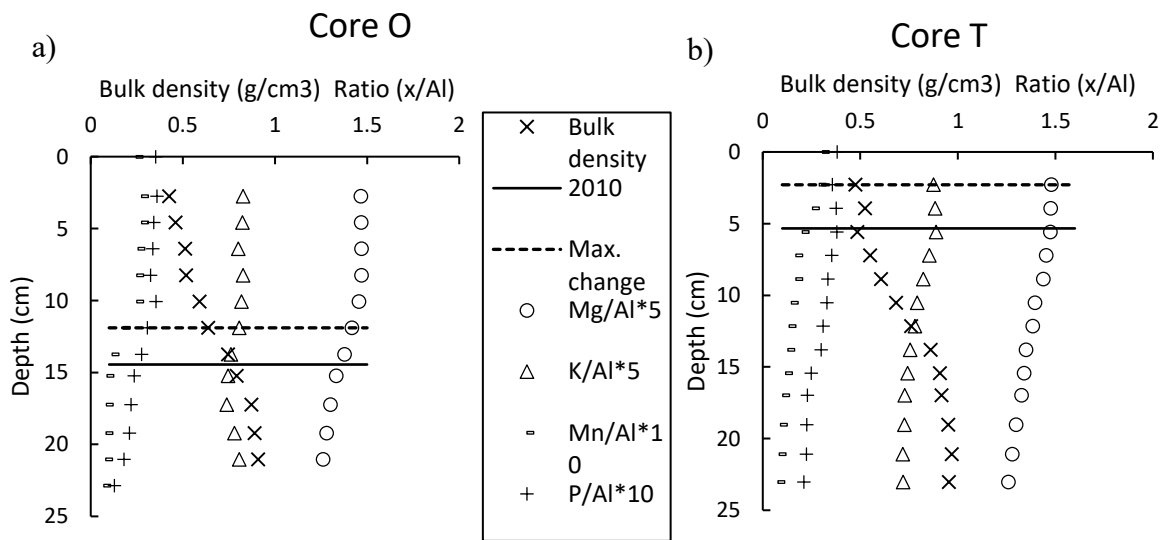 a)
Core O
Bulk density (g/cm3) Ratio (x/Al)
0 0.5 1 1.5 2
0
5
10
15
20
25
Depth (cm)
Bulk
density
2010
Max.
change
Mg/Al*5
K/Al*5
Mn/Al*1
0
P/Al*10
b)
Core T
Bulk density (g/cm3) Ratio (x/Al)
0 0.5 1 1.5 2
0
5
10
15
20
25
Depth (cm)